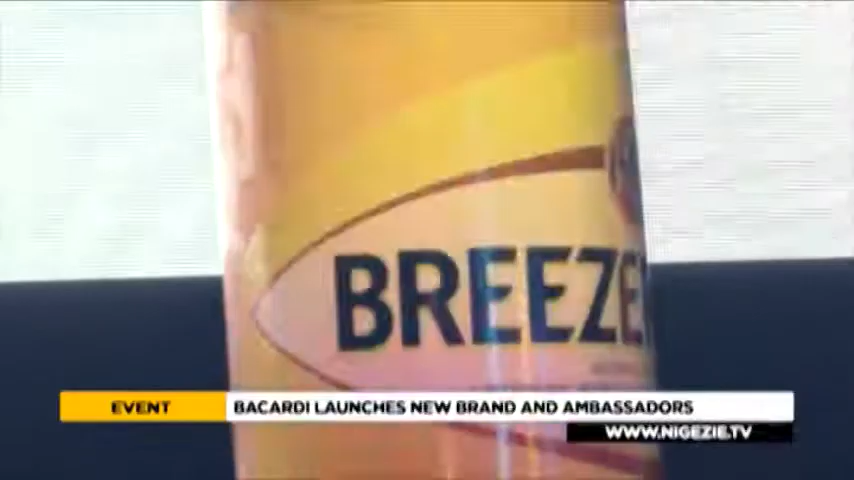 BREEZE
EVENT
BACARDI LAUNCHES NEW BRAND AND AMBASSADORS
WWW.NIGEZIE.TV